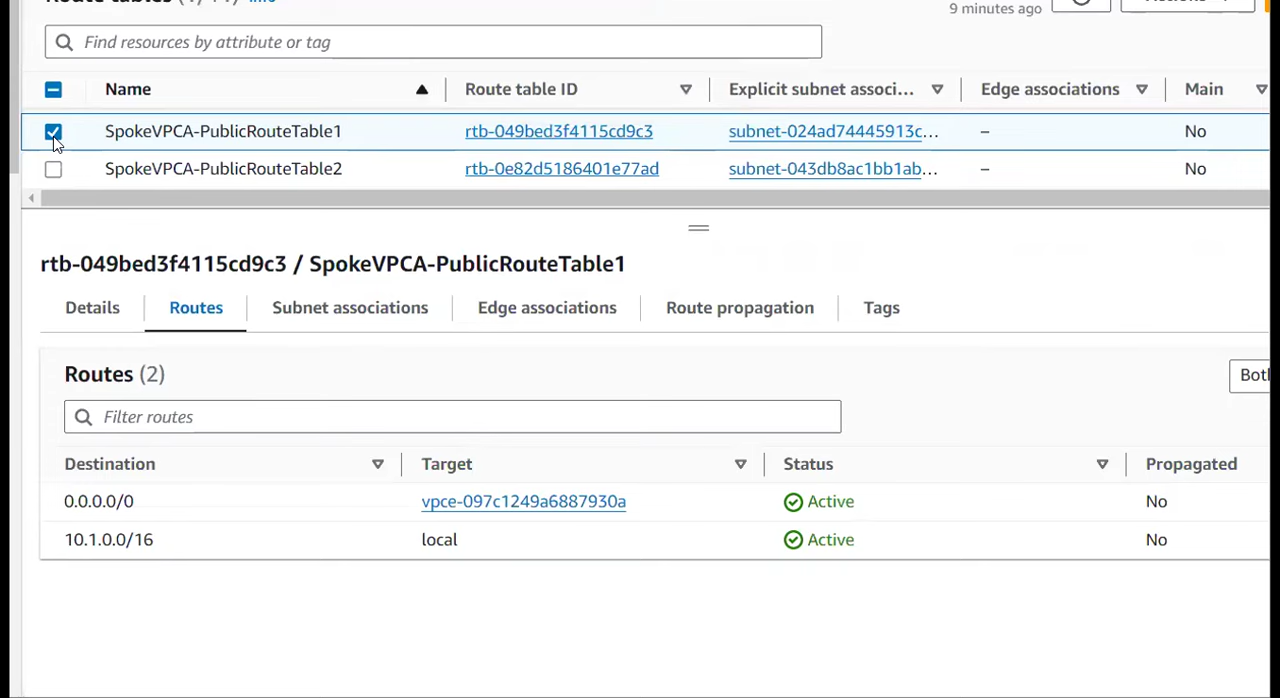 9 minutes ago
Find resources by attribute or tag
Name Route table ID Explicit subnet associ... Edge associations Main
SpokeVPCA-PublicRouteTable1 rtb-049bed3f4115cd9c3 subnet-024ad74445913c... – No
SpokeVPCA-PublicRouteTable2 rtb-0e82d5186401e77ad subnet-043db8ac1bb1ab... – No
rtb-049bed3f4115cd9c3 / SpokeVPCA-PublicRouteTable1
Details Routes Subnet associations Edge associations Route propagation Tags
Routes (2)
Filter routes
Destination Target Status Propagated
0.0.0.0/0 vpce-097c1249a6887930a Active No
10.1.0.0/16 local Active No